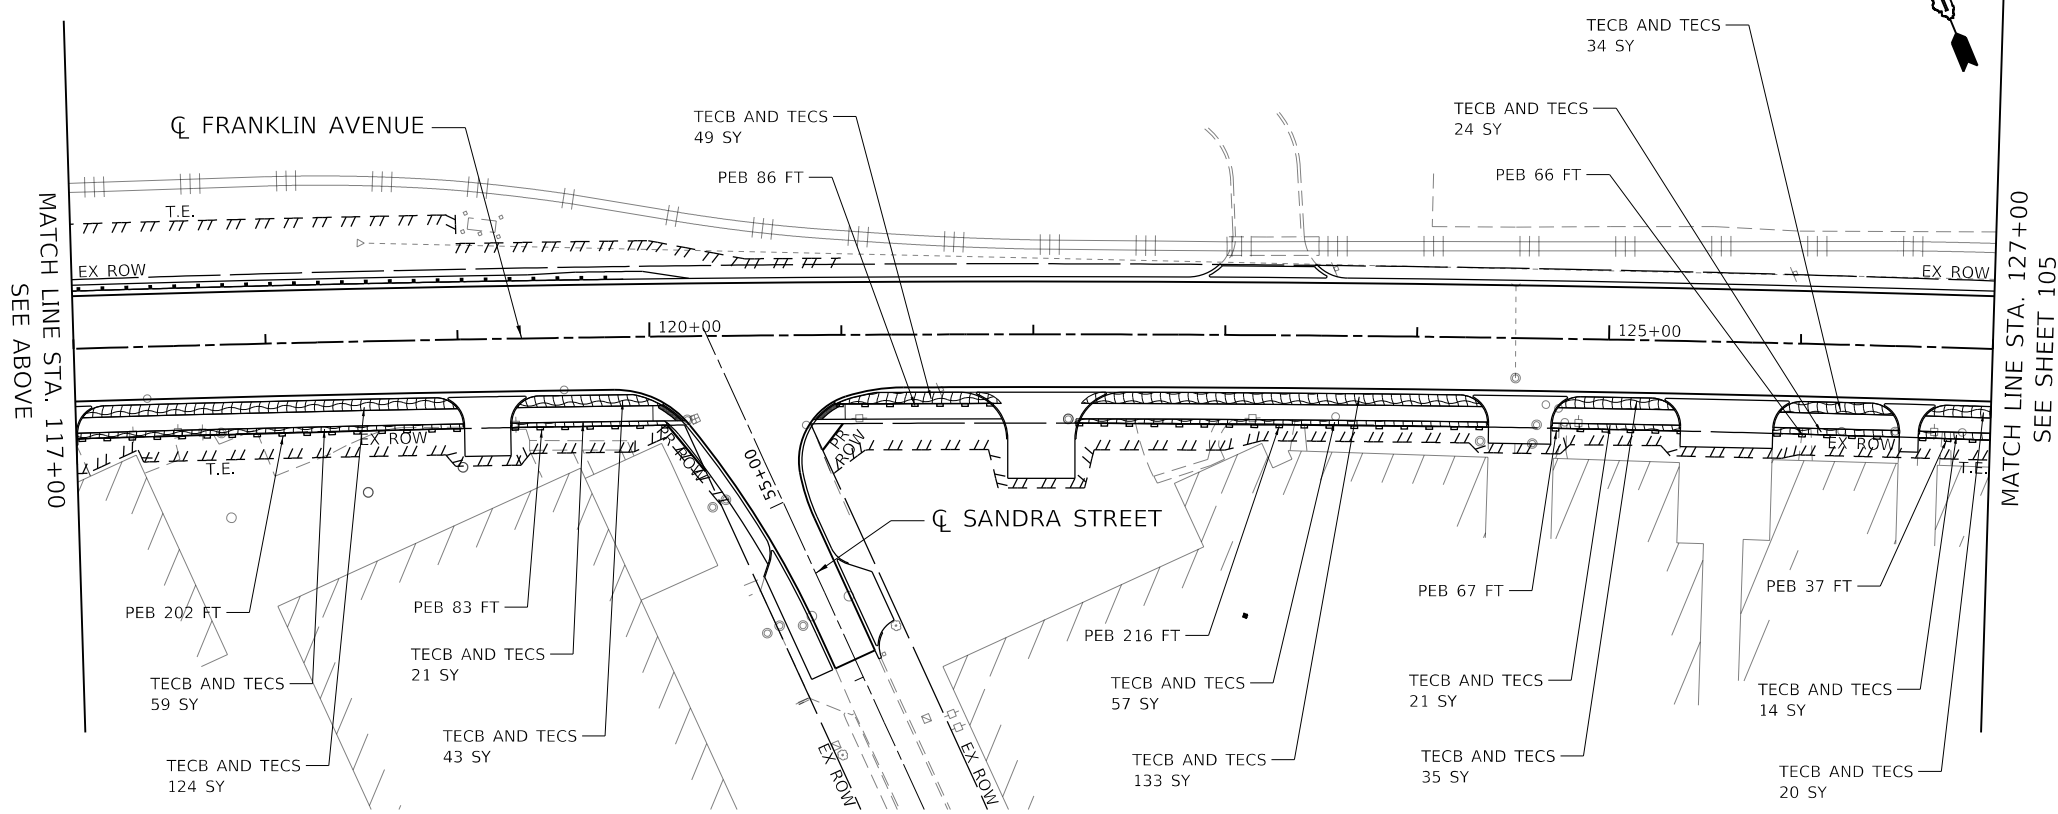 TECB AND TECS
34 SY
TECB AND TECS
24 SY
TECB AND TECS
49 SY
℄ FRANKLIN AVENUE
PEB 86 FT
PEB 66 FT
T.E.
EX ROW
EX ROW
MATCH LINE STA. 117+00
SEE ABOVE
MATCH LINE STA. 127+00
SEE SHEET 105
120+00
125+00
EX ROW
T.E.
PR
ROW
PR
ROW
EX ROW
T.E.
55+00
℄ SANDRA STREET
PEB 202 FT
PEB 83 FT
PEB 216 FT
PEB 67 FT
PEB 37 FT
TECB AND TECS
21 SY
TECB AND TECS
59 SY
TECB AND TECS
57 SY
TECB AND TECS
21 SY
TECB AND TECS
14 SY
TECB AND TECS
43 SY
TECB AND TECS
124 SY
TECB AND TECS
133 SY
TECB AND TECS
35 SY
TECB AND TECS
20 SY
EX ROW
EX ROW